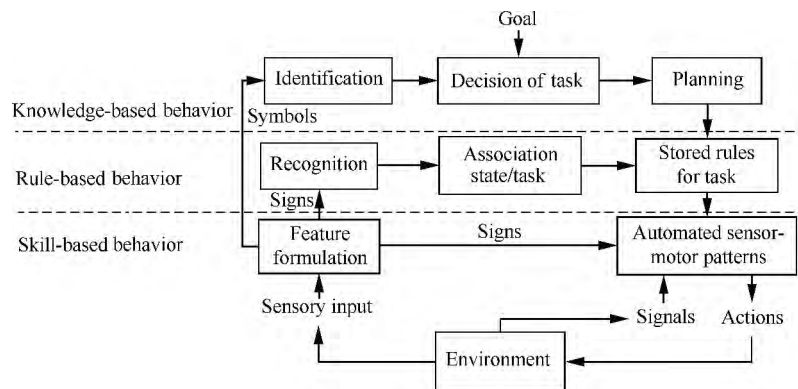 Goal
Identification
Decision of task
Planning
Knowledge-based behavior
Symbols
Recognition
Association
state/task
Stored rules
for task
Rule-based behavior
Signs
Skill-based behavior
Feature
formulation
Signs
Automated sensor-
motor patterns
Sensory input
Signals
Actions
Environment